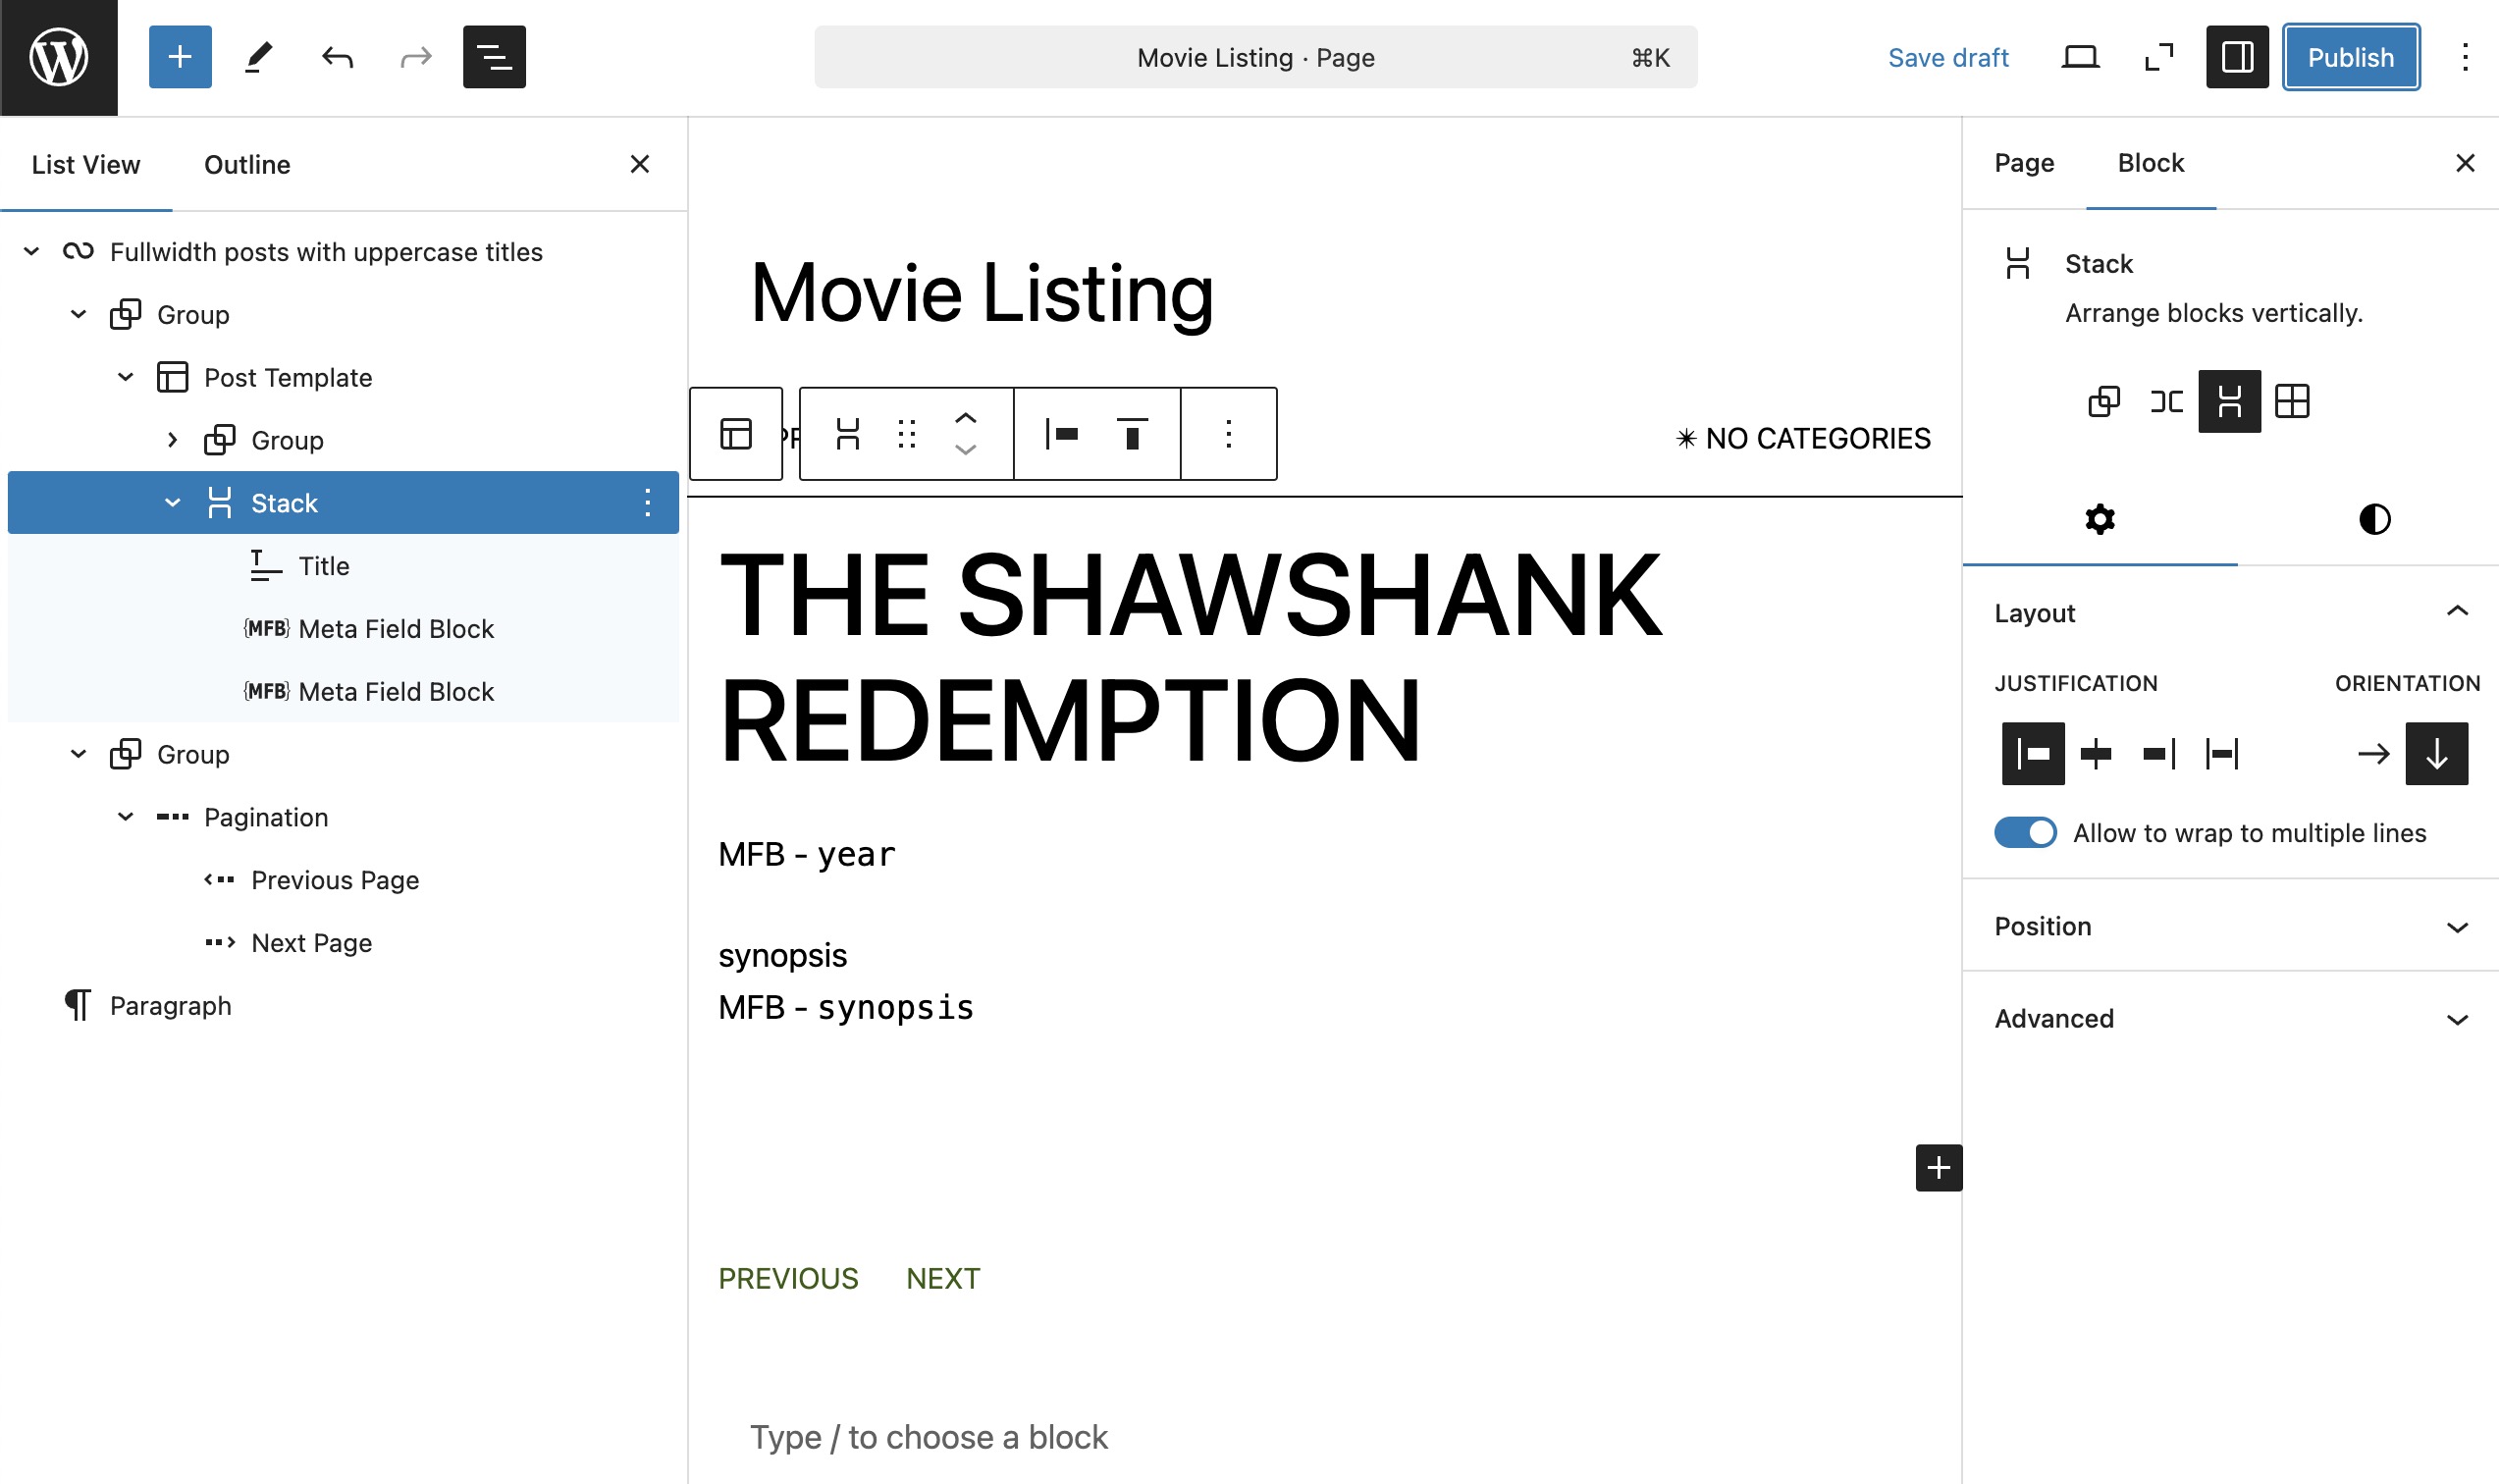 Movie Listing · Page ⌘K
Save draft
Publish
List View
Outline
Fullwidth posts with uppercase titles
Group
Post Template
Group
Stack
Title
{MFB} Meta Field Block
{MFB} Meta Field Block
Group
Pagination
Previous Page
Next Page
Paragraph
Movie Listing
NO CATEGORIES
THE SHAWSHANK
REDEMPTION
MFB - year
synopsis
MFB - synopsis
PREVIOUS NEXT
Type / to choose a block
Page
Block
Stack
Arrange blocks vertically.
Layout
JUSTIFICATION
ORIENTATION
Allow to wrap to multiple lines
Position
Advanced